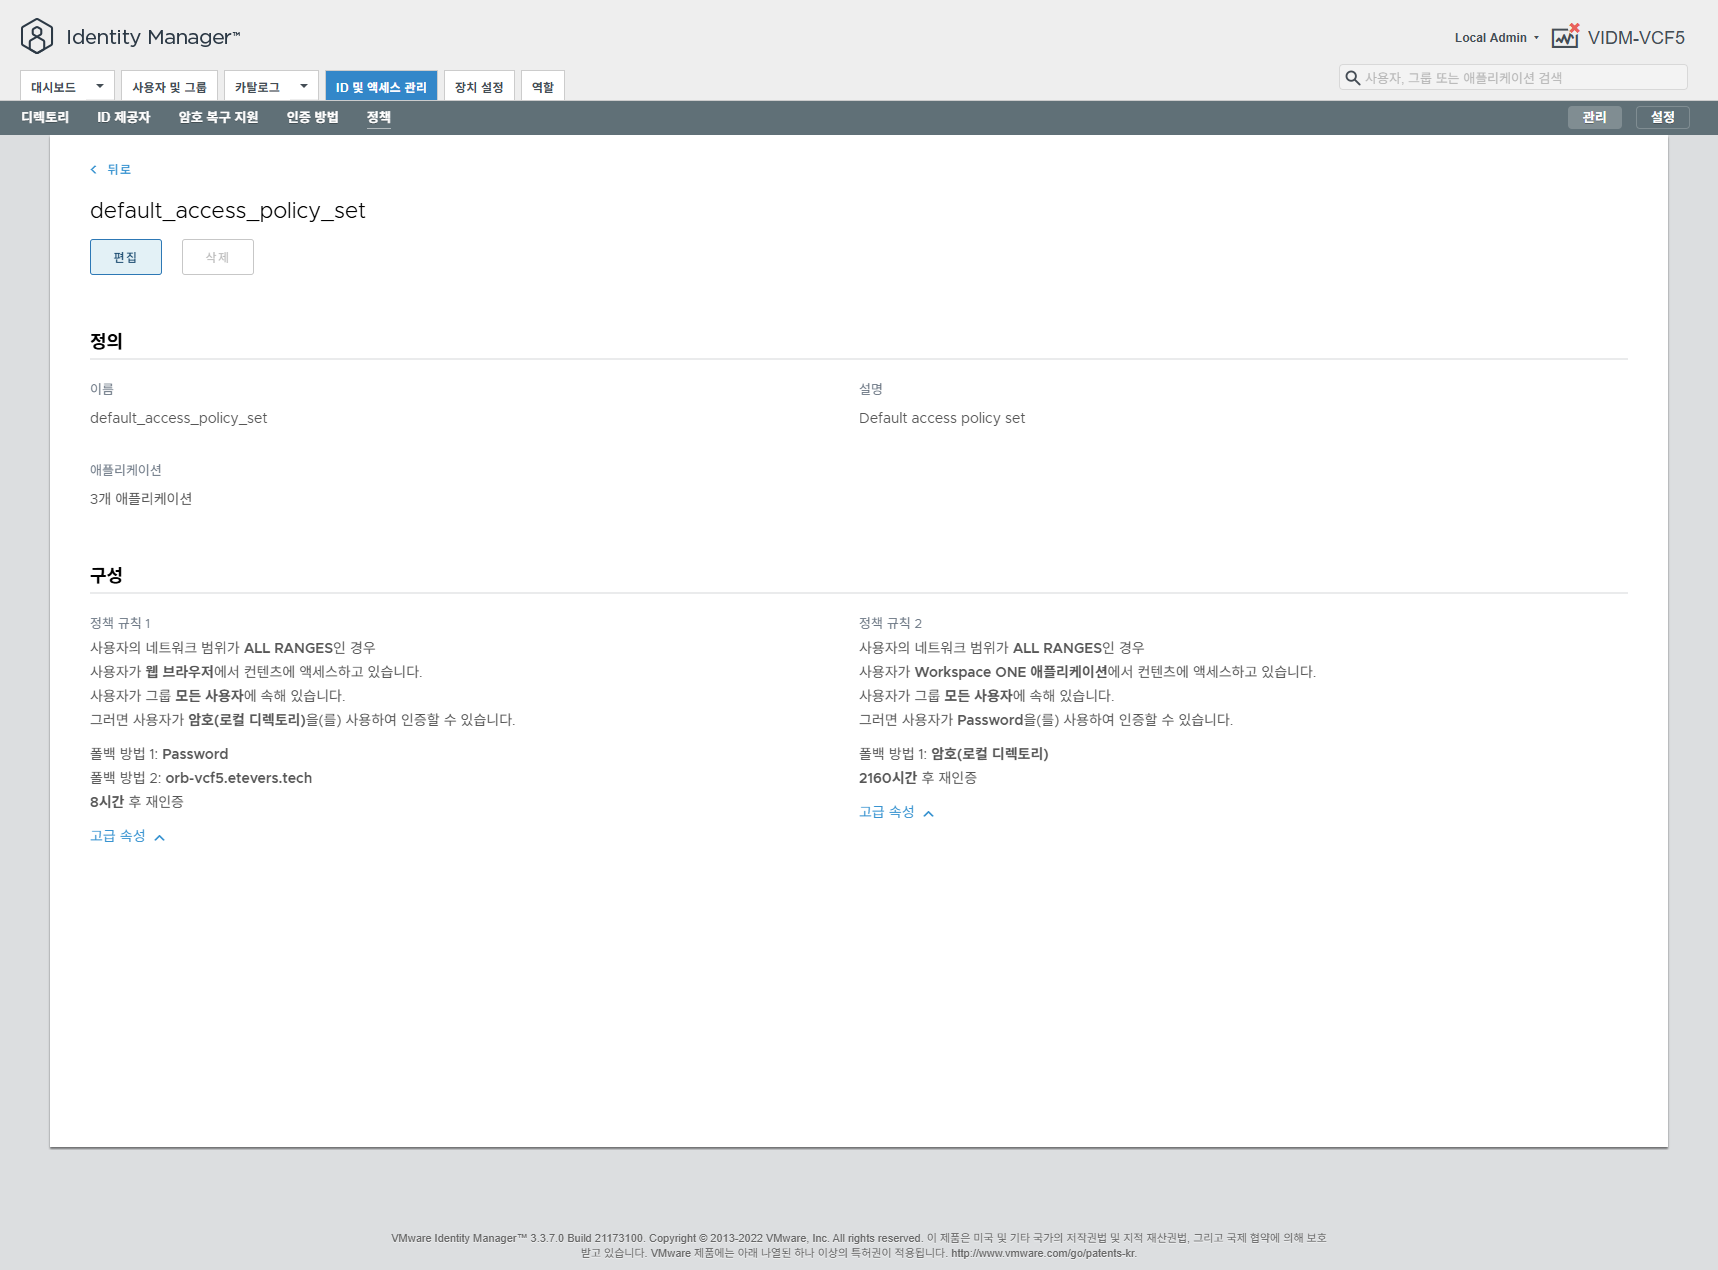 Identity Manager™
Local Admin
VIDM-VCF5
대시보드
사용자 및 그룹
카탈로그
ID 및 액세스 관리
장치 설정
역할
사용자, 그룹 또는 애플리케이션 검색
디렉토리
ID 제공자
암호 복구 지원
인증 방법
정책
관리
설정
뒤로
default_access_policy_set
편집
삭제
정의
이름
default_access_policy_set
설명
Default access policy set
애플리케이션
3개 애플리케이션
구성
정책 규칙 1
사용자의 네트워크 범위가 ALL RANGES인 경우
사용자가 웹 브라우저에서 컨텐츠에 액세스하고 있습니다.
사용자가 그룹 모든 사용자에 속해 있습니다.
그러면 사용자가 암호(로컬 디렉토리)을(를) 사용하여 인증할 수 있습니다.
폴백 방법 1: Password
폴백 방법 2: orb-vcf5.etevers.tech
8시간 후 재인증
고급 속성
정책 규칙 2
사용자의 네트워크 범위가 ALL RANGES인 경우
사용자가 Workspace ONE 애플리케이션에서 컨텐츠에 액세스하고 있습니다.
사용자가 그룹 모든 사용자에 속해 있습니다.
그러면 사용자가 Password을(를) 사용하여 인증할 수 있습니다.
폴백 방법 1: 암호(로컬 디렉토리)
2160시간 후 재인증
고급 속성
VMware Identity Manager™ 3.3.7.0 Build 21173100. Copyright © 2013-2022 VMware, Inc. All rights reserved. 이 제품은 미국 및 기타 국가의 저작권법 및 지적 재산권법, 그리고 국제 협약에 의해 보호
받고 있습니다. VMware 제품에는 아래 나열된 하나 이상의 특허권이 적용됩니다. http://www.vmware.com/go/patents-kr.